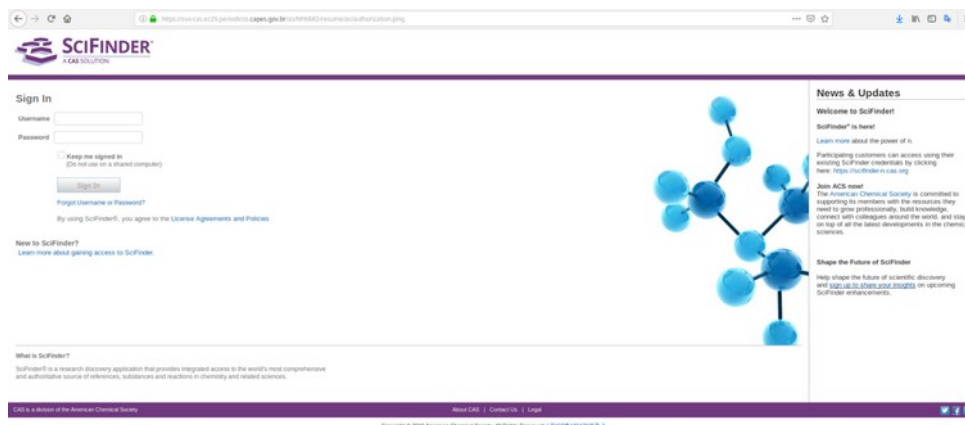 SCIFINDER®
A CAS SOLUTION
Sign In
Username
Password
Keep me signed in
(Do not use on a shared computer)
Sign In
Forgot Username or Password?
By using SciFinder®, you agree to the License Agreements and Policies
New to SciFinder?
Learn more about gaining access to SciFinder.
What is SciFinder?
SciFinder® is a research discovery application that provides integrated access to the world's most comprehensive
and authoritative source of references, substances and reactions in chemistry and related sciences.
News & Updates
Welcome to SciFinder!
SciFinder® is here!
Learn more about the power of n.
Participating customers can access using their
existing SciFinder credentials by clicking
here: https://scifinder-n.cas.org
Join ACS now!
The American Chemical Society is committed to
supporting its members with the resources they
need to grow professionally, build knowledge,
connect with colleagues around the world, and stay
on top of all the latest developments in the chemic
sciences.
Shape the Future of SciFinder
Help shape the future of scientific discovery
and sign up to share your insights on upcoming
SciFinder enhancements.
CAS is a division of the American Chemical Society
About CAS | Contact Us | Legal